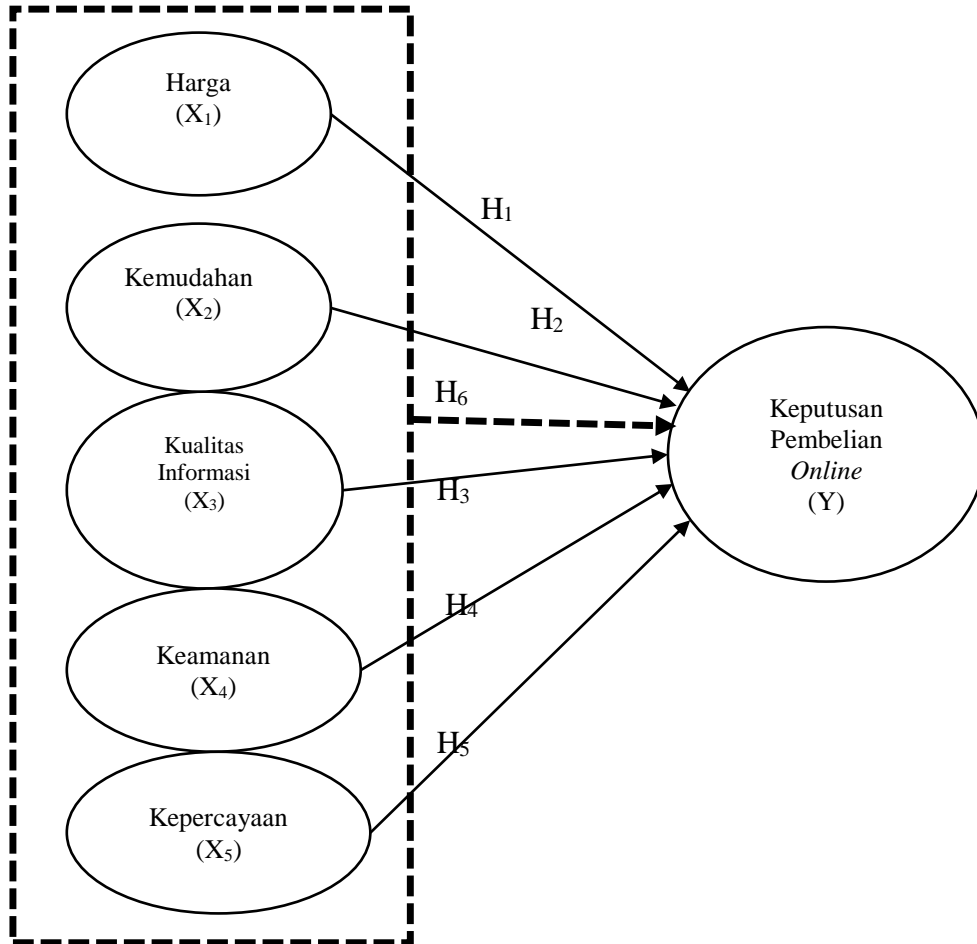 Harga
(X₁)
H₁
Kemudahan
(X₂)
H₂
H₆
Kualitas
Informasi
(X₃)
H₃
Keputusan
Pembelian
Online
(Y)
Keamanan
(X₄)
H₄
Kepercayaan
(X₅)
H₅